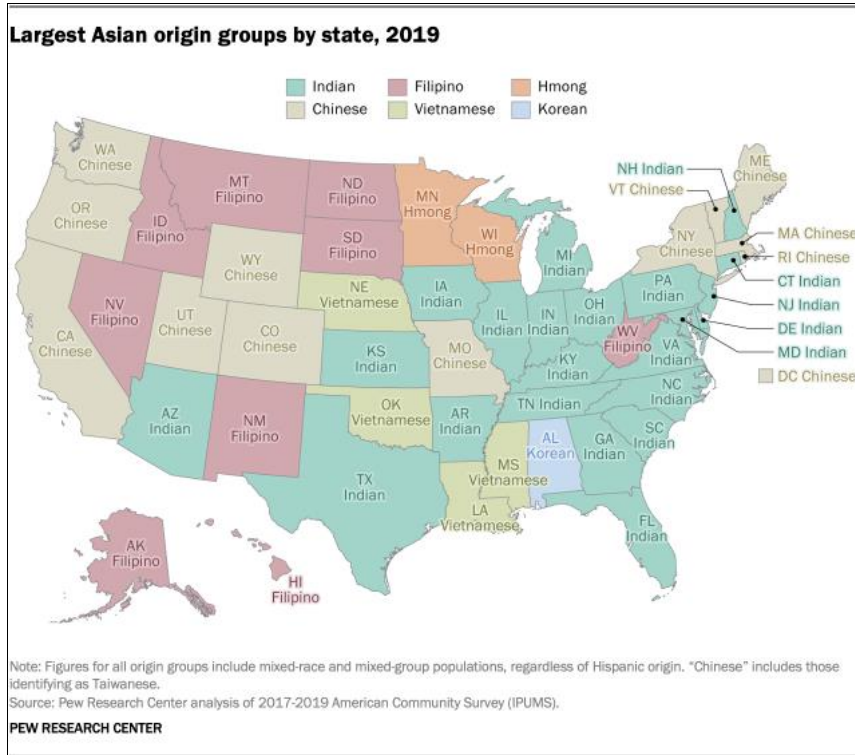 Largest Asian origin groups by state, 2019
Indian Filipino Hmong
Chinese Vietnamese Korean
WA
Chinese
OR
Chinese
CA
Chinese
NV
Filipino
ID
Filipino
MT
Filipino
WY
Chinese
UT
Chinese
CO
Chinese
AZ
Indian
NM
Filipino
ND
Filipino
SD
Filipino
NE
Vietnamese
KS
Indian
OK
Vietnamese
TX
Indian
MN
Hmong
IA
Indian
MO
Chinese
AR
Indian
LA
Vietnamese
WI
Hmong
IL
Indian
MI
Indian
IN
Indian
OH
Indian
KY
Indian
TN Indian
MS
Vietnamese
AL
Korean
GA
Indian
FL
Indian
SC
Indian
NC
Indian
VA
Indian
WV
Filipino
PA
Indian
NY
Chinese
ME
Chinese
NH Indian
VT Chinese
MA Chinese
RI Chinese
CT Indian
NJ Indian
DE Indian
MD Indian
DC Chinese
AK
Filipino
HI
Filipino
Note: Figures for all origin groups include mixed-race and mixed-group populations, regardless of Hispanic origin. “Chinese” includes those
identifying as Taiwanese.
Source: Pew Research Center analysis of 2017-2019 American Community Survey (IPUMS).
PEW RESEARCH CENTER